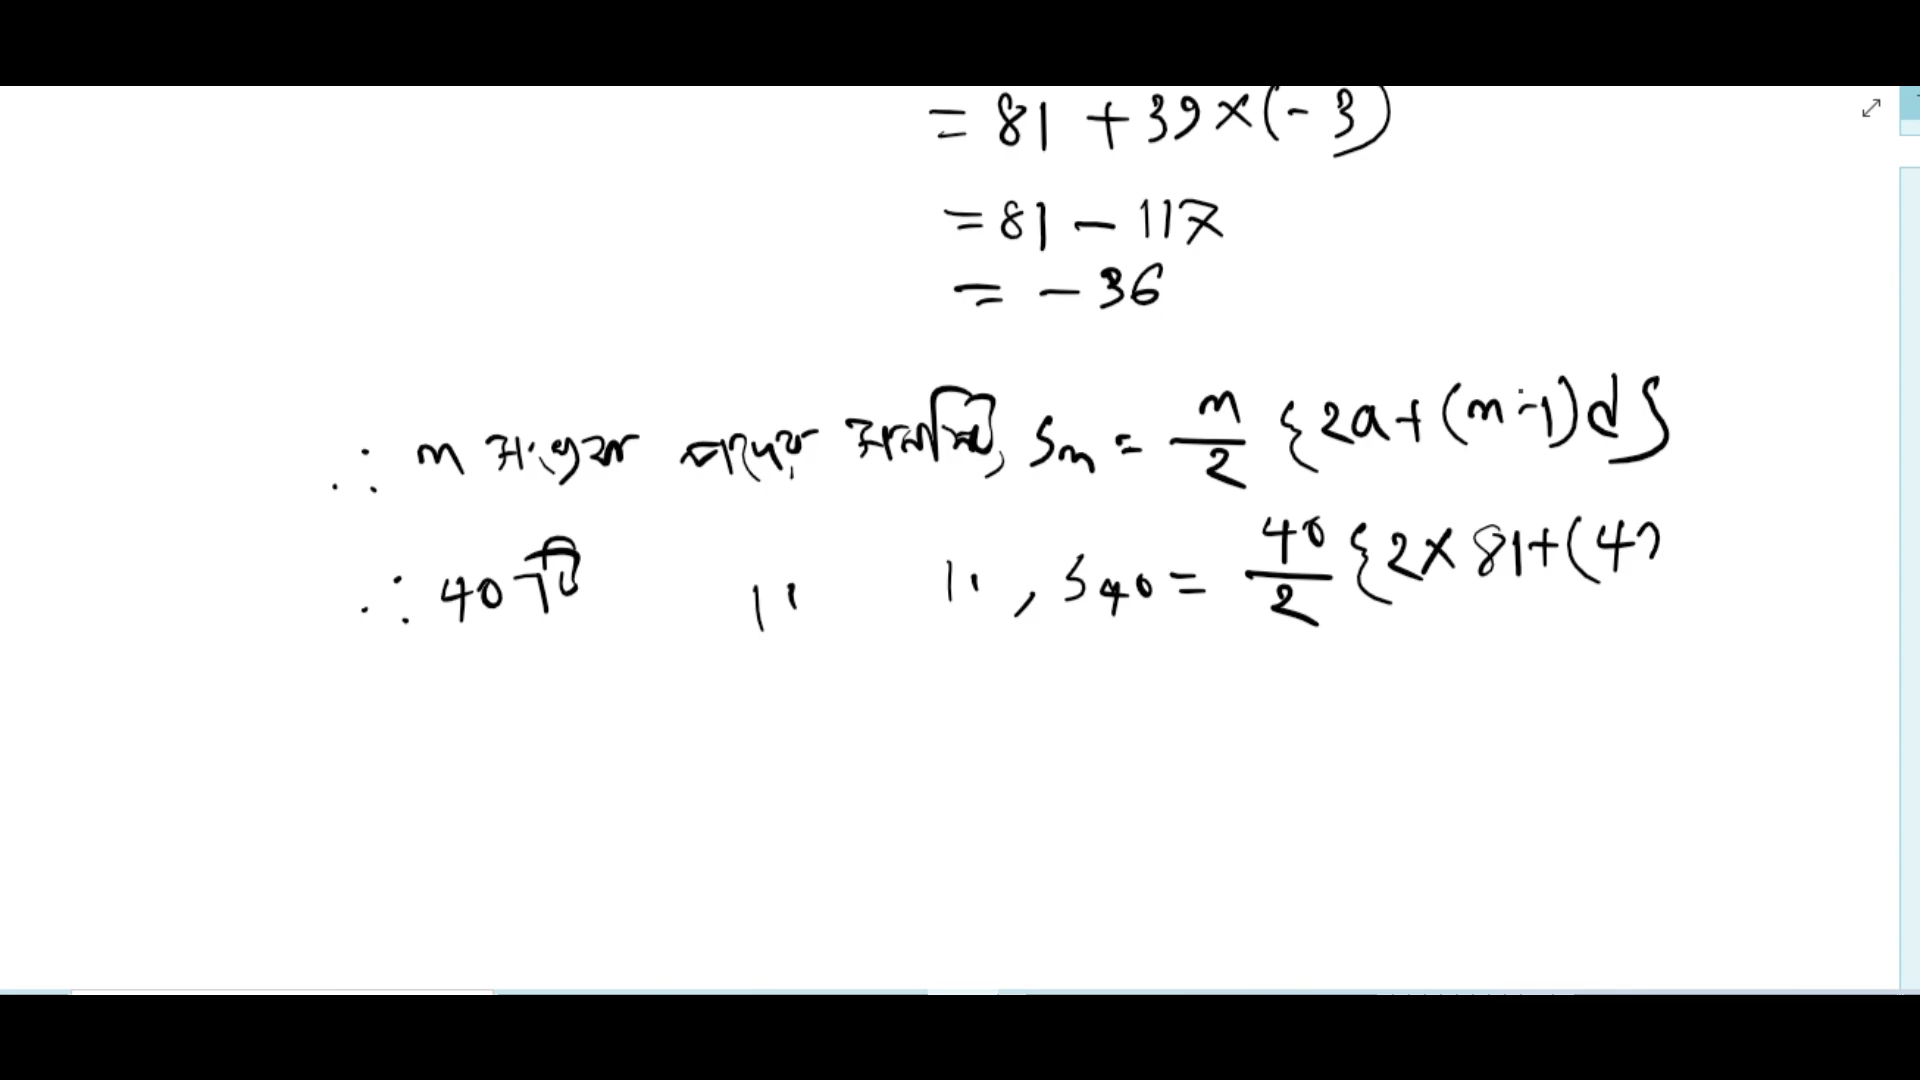 = 81 + 39 × (-3)
= 81 - 117
= - 36
∴ n সংখ্যক পদের সমষ্টি, Sn = n/2 {2a + (n-1)d}
∴ 40 টি " ", S40 = 40/2 {2 × 81 + (4